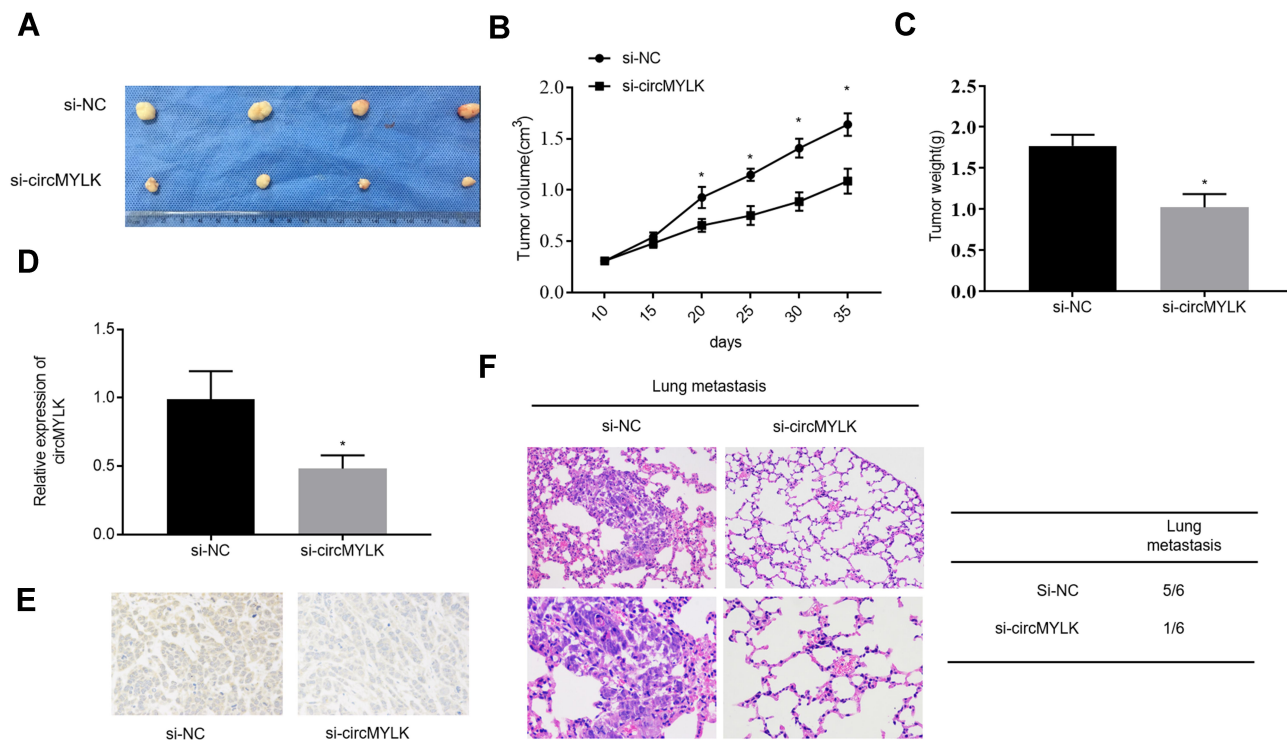 A
si-NC
si-circMYLK
B
si-NC
si-circMYLK
Tumor volume(cm³)
2.0
1.5
1.0
0.5
0.0
10 15 20 25 30 35
days
* * * *
C
Tumor weight(g)
2.5
2.0
1.5
1.0
0.5
0.0
*
si-NC si-circMYLK
D
Relative expression of
circMYLK
1.5
1.0
0.5
0.0
*
si-NC si-circMYLK
E
si-NC si-circMYLK
F
Lung metastasis
si-NC si-circMYLK
Lung
metastasis
Si-NC 5/6
si-circMYLK 1/6